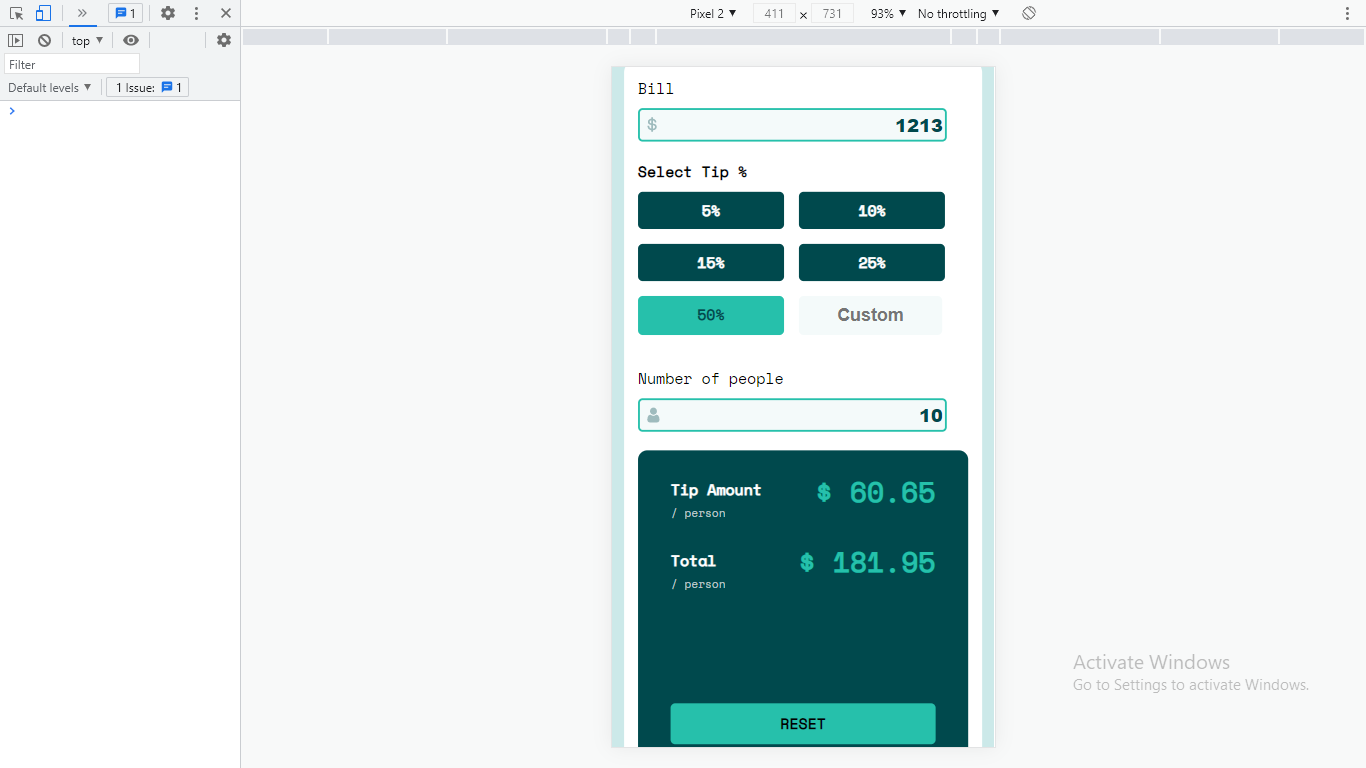 1
Pixel 2 411 x 731 93% No throttling
top
Filter
Default levels 1 Issue: 1
Bill
$ 1213
Select Tip %
5% 10%
15% 25%
50% Custom
Number of people
10
Tip Amount $ 60.65
/ person
Total $ 181.95
/ person
RESET
Activate Windows
Go to Settings to activate Windows.